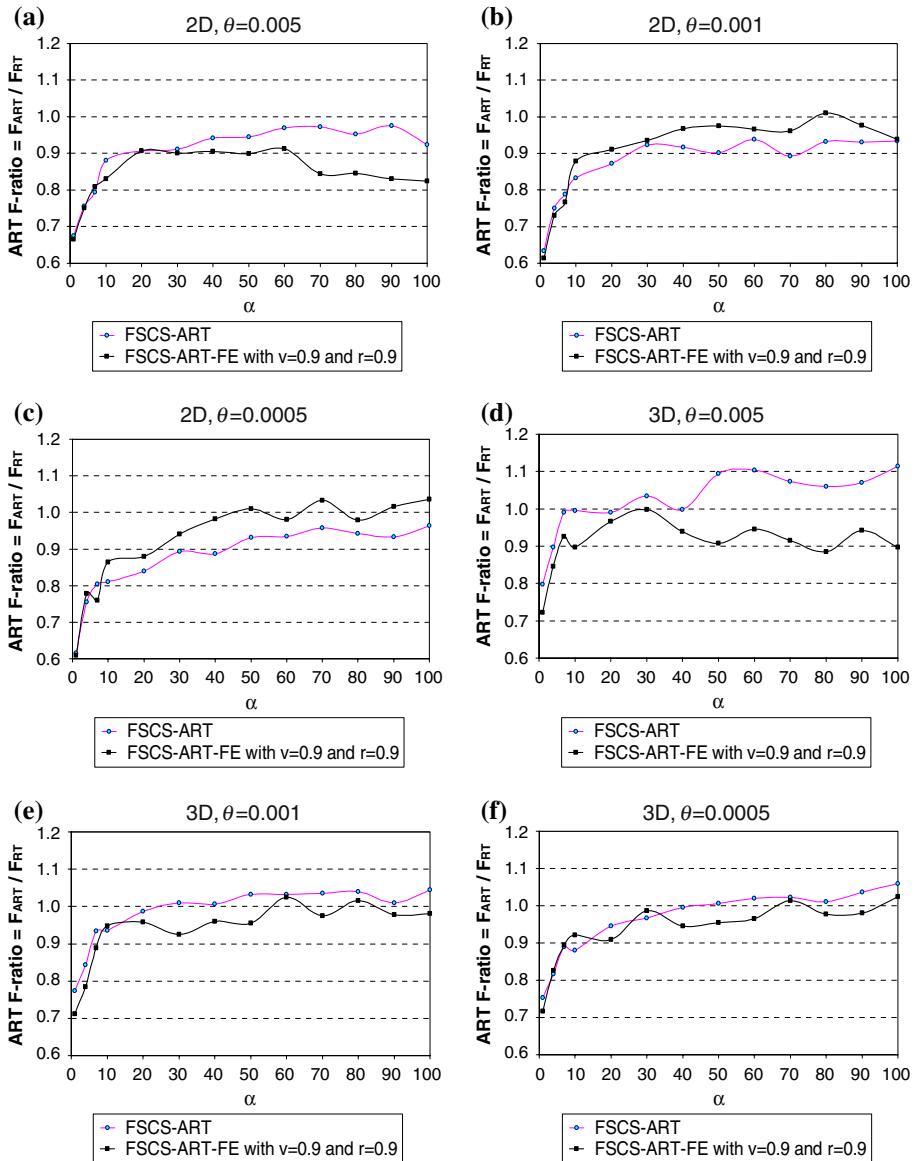 (a)
2D, θ=0.005
ART F-ratio = FART / FRT
1.2
1.1
1.0
0.9
0.8
0.7
0.6
0 10 20 30 40 50 60 70 80 90 100
α
FSCS-ART
FSCS-ART-FE with v=0.9 and r=0.9
(b)
2D, θ=0.001
ART F-ratio = FART / FRT
1.2
1.1
1.0
0.9
0.8
0.7
0.6
0 10 20 30 40 50 60 70 80 90 100
α
FSCS-ART
FSCS-ART-FE with v=0.9 and r=0.9
(c)
2D, θ=0.0005
ART F-ratio = FART / FRT
1.2
1.1
1.0
0.9
0.8
0.7
0.6
0 10 20 30 40 50 60 70 80 90 100
α
FSCS-ART
FSCS-ART-FE with v=0.9 and r=0.9
(d)
3D, θ=0.005
ART F-ratio = FART / FRT
1.2
1.1
1.0
0.9
0.8
0.7
0.6
0 10 20 30 40 50 60 70 80 90 100
α
FSCS-ART
FSCS-ART-FE with v=0.9 and r=0.9
(e)
3D, θ=0.001
ART F-ratio = FART / FRT
1.2
1.1
1.0
0.9
0.8
0.7
0.6
0 10 20 30 40 50 60 70 80 90 100
α
FSCS-ART
FSCS-ART-FE with v=0.9 and r=0.9
(f)
3D, θ=0.0005
ART F-ratio = FART / FRT
1.2
1.1
1.0
0.9
0.8
0.7
0.6
0 10 20 30 40 50 60 70 80 90 100
α
FSCS-ART
FSCS-ART-FE with v=0.9 and r=0.9